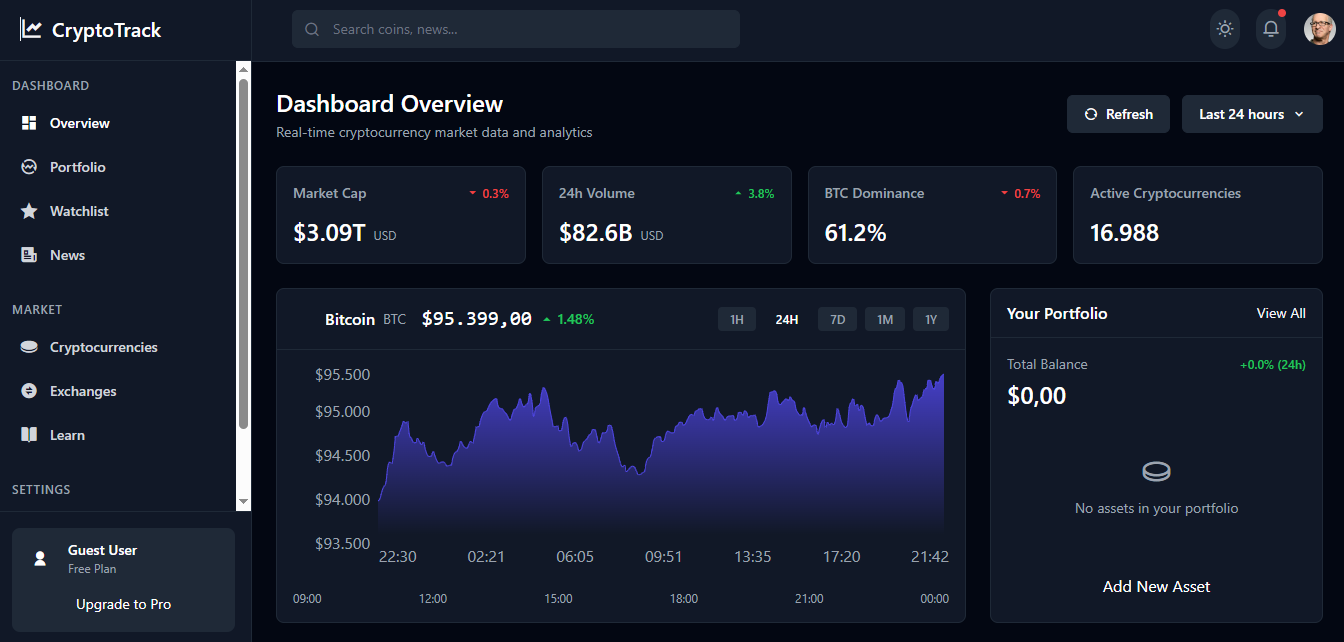 CryptoTrack
Search coins, news...
DASHBOARD
Overview
Portfolio
Watchlist
News
MARKET
Cryptocurrencies
Exchanges
Learn
SETTINGS
Guest User
Free Plan
Upgrade to Pro
Dashboard Overview
Real-time cryptocurrency market data and analytics
Refresh
Last 24 hours
Market Cap 0.3%
$3.09T USD
24h Volume 3.8%
$82.6B USD
BTC Dominance 0.7%
61.2%
Active Cryptocurrencies
16.988
Bitcoin BTC $95.399,00 1.48%
1H 24H 7D 1M 1Y
$95.500
$95.000
$94.500
$94.000
$93.500
22:30 02:21 06:05 09:51 13:35 17:20 21:42
09:00 12:00 15:00 18:00 21:00 00:00
Your Portfolio View All
Total Balance +0.0% (24h)
$0,00
No assets in your portfolio
Add New Asset